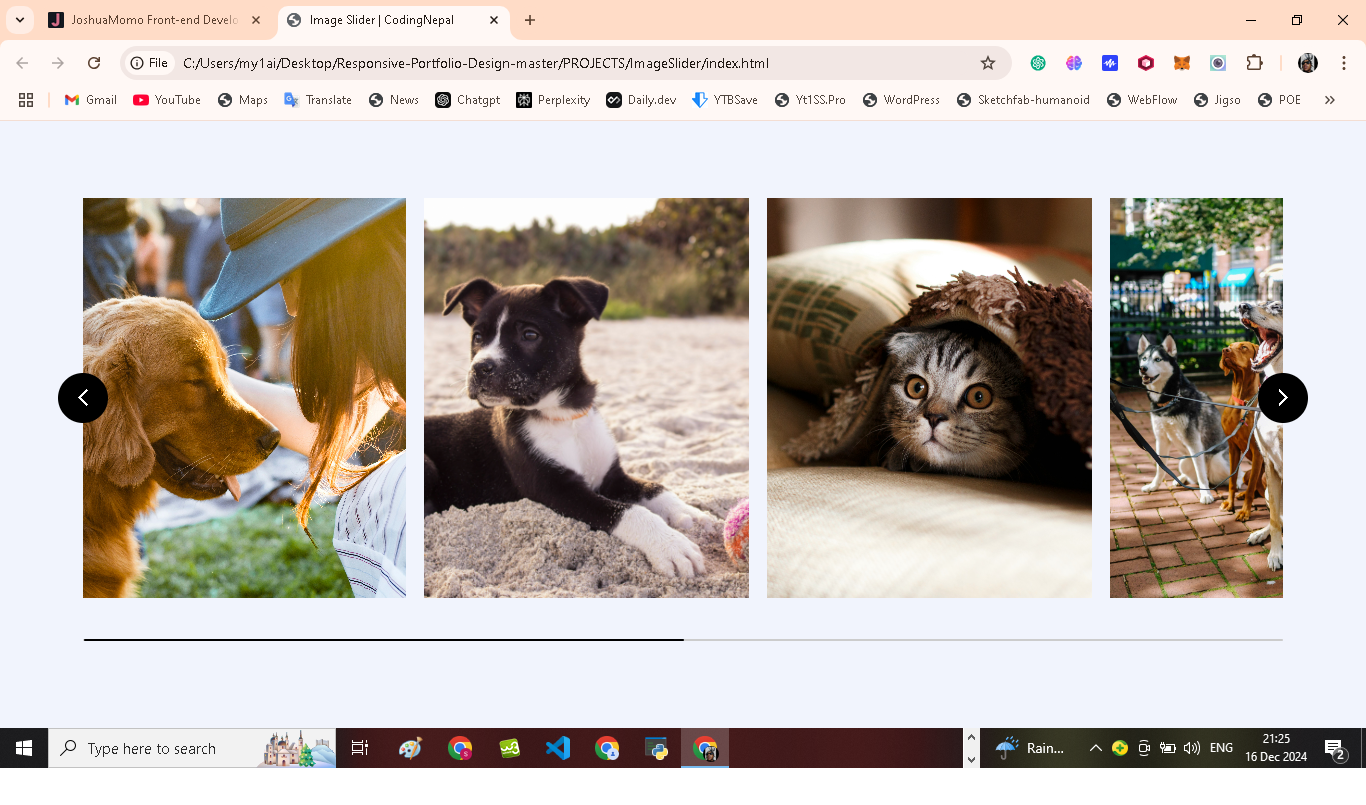 JoshuaMomo Front-end Develo
Image Slider | CodingNepal
File
C:/Users/my1ai/Desktop/Responsive-Portfolio-Design-master/PROJECTS/ImageSlider/index.html
Gmail YouTube Maps Translate News Chatgpt Perplexity Daily.dev YTBSave Yt1SS.Pro WordPress Sketchfab-humanoid WebFlow Jigso POE
Type here to search
Rain...
ENG
21:25
16 Dec 2024
2